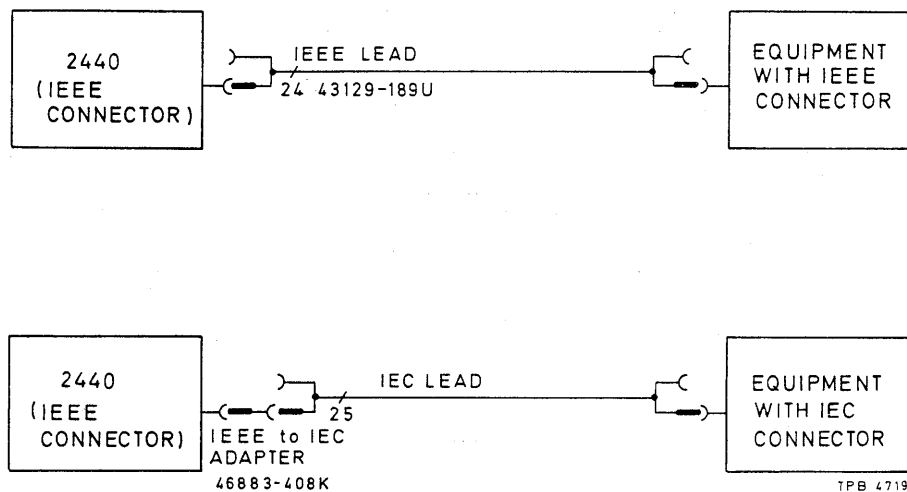 2440
(IEEE
CONNECTOR)
IEEE LEAD
24 43129-189U
EQUIPMENT
WITH IEEE
CONNECTOR
2440
(IEEE
CONNECTOR)
IEC LEAD
25
IEEE to IEC
ADAPTER
46883-408K
EQUIPMENT
WITH IEC
CONNECTOR
TPB 4719